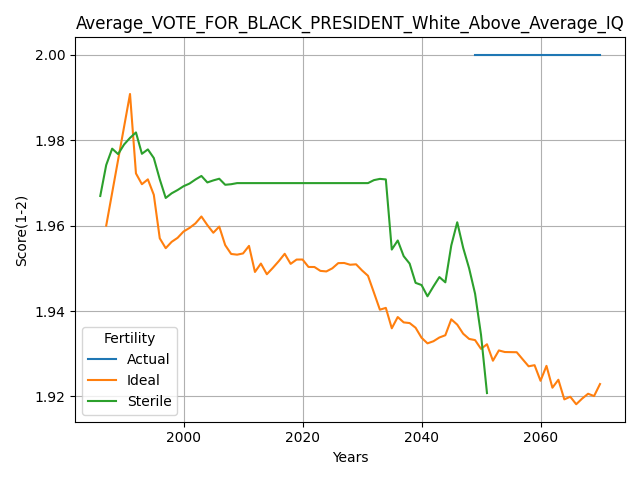 Average_VOTE_FOR_BLACK_PRESIDENT_White_Above_Average_IQ
Score(1-2)
2.00
1.98
1.96
1.94
1.92
Fertility
Actual
Ideal
Sterile
2000 2020 2040 2060
Years